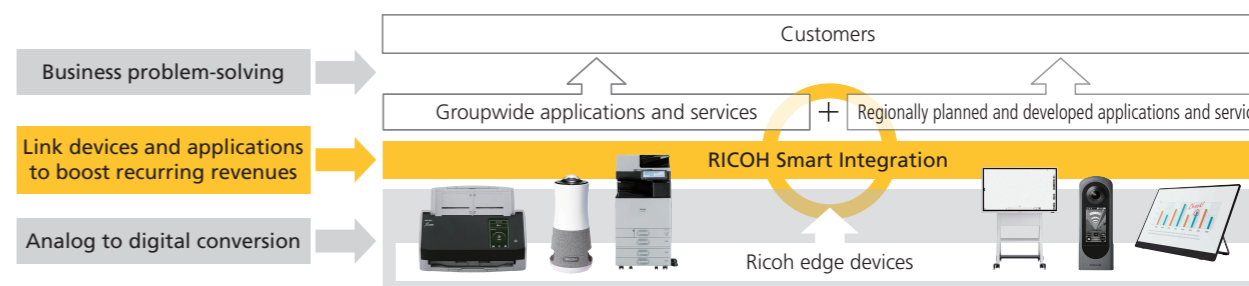 Customers
Business problem-solving
Groupwide applications and services
+
Regionally planned and developed applications and
Link devices and applications
to boost recurring revenues
RICOH Smart Integration
Analog to digital conversion
Ricoh edge devices